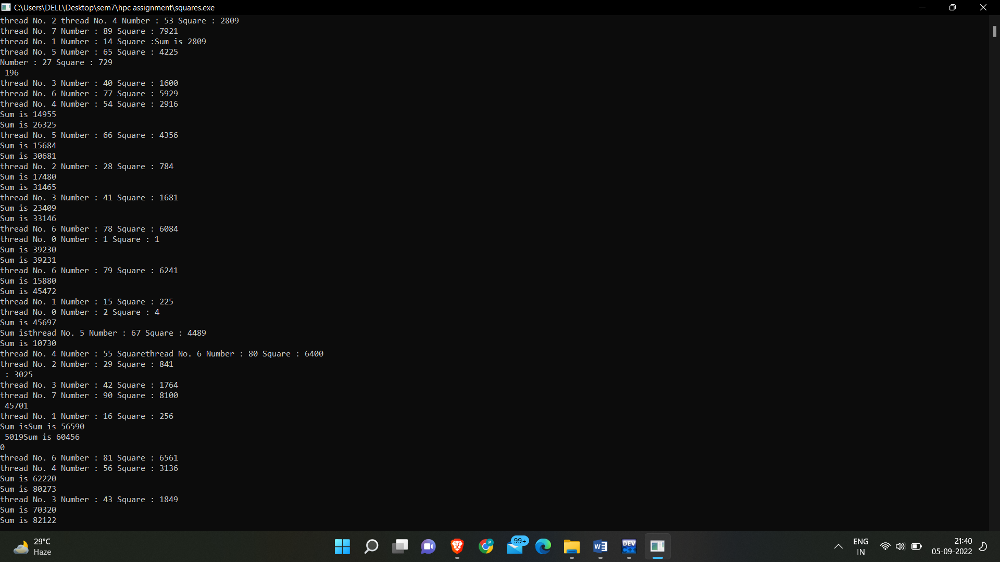 C:\Users\DELL\Desktop\sem7\hpc assignment\squares.exe
thread No. 2 thread No. 4 Number : 53 Square : 2809
thread No. 7 Number : 89 Square : 7921
thread No. 1 Number : 14 Square :Sum is 2809
thread No. 5 Number : 65 Square : 4225
Number : 27 Square : 729
 196
thread No. 3 Number : 40 Square : 1600
thread No. 6 Number : 77 Square : 5929
thread No. 4 Number : 54 Square : 2916
Sum is 14955
Sum is 26325
thread No. 5 Number : 66 Square : 4356
Sum is 15684
Sum is 30681
thread No. 2 Number : 28 Square : 784
Sum is 17480
Sum is 31465
thread No. 3 Number : 41 Square : 1681
Sum is 23409
Sum is 33146
thread No. 6 Number : 78 Square : 6084
thread No. 0 Number : 1 Square : 1
Sum is 39230
Sum is 39231
thread No. 6 Number : 79 Square : 6241
Sum is 15880
Sum is 45472
thread No. 1 Number : 15 Square : 225
thread No. 0 Number : 2 Square : 4
Sum is 45697
Sum isthread No. 5 Number : 67 Square : 4489
Sum is 10730
thread No. 4 Number : 55 Squarethread No. 6 Number : 80 Square : 6400
thread No. 2 Number : 29 Square : 841
 : 3025
thread No. 3 Number : 42 Square : 1764
thread No. 7 Number : 90 Square : 8100
 45701
thread No. 1 Number : 16 Square : 256
Sum isSum is 56590
 5019Sum is 60456
0
thread No. 6 Number : 81 Square : 6561
thread No. 4 Number : 56 Square : 3136
Sum is 62220
Sum is 80273
thread No. 3 Number : 43 Square : 1849
Sum is 70320
Sum is 82122
29°C
Haze
99+
P
W
DEV
C++
ENG
IN
21:40
05-09-2022